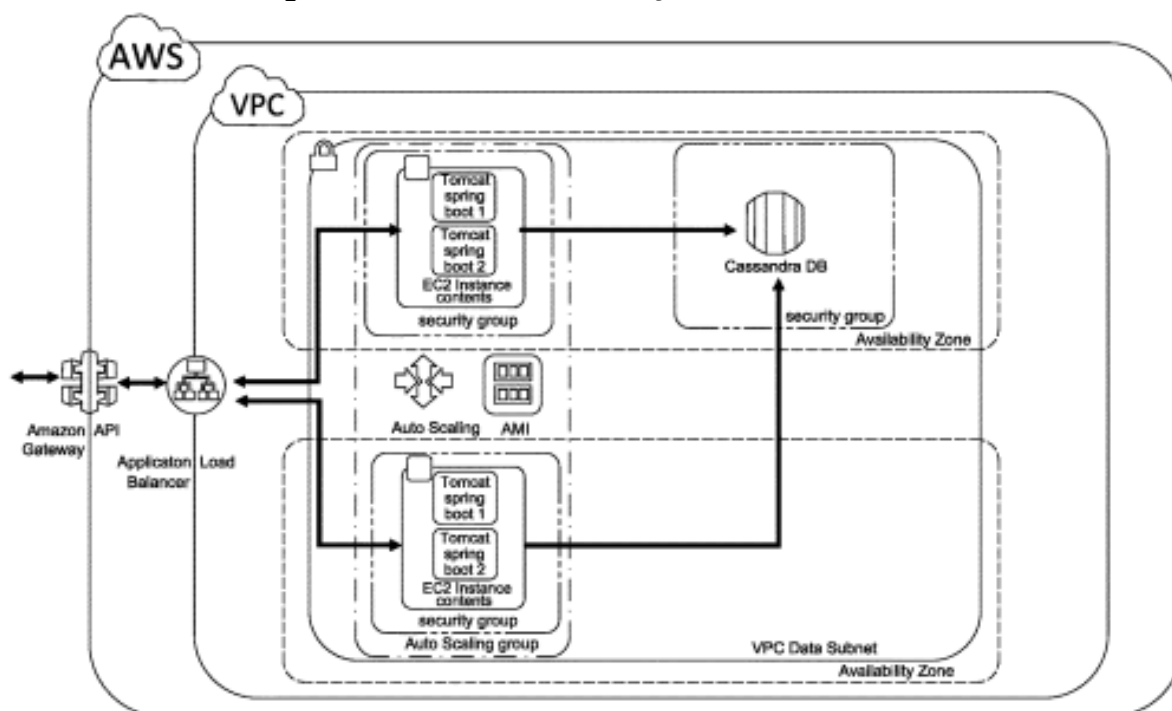 AWS
VPC
Tomcat
spring
boot 1
Tomcat
spring
boot 2
EC2 Instance
contents
security group
Cassandra DB
security group
Availability Zone
Amazon API
Gateway
Applicaton Load
Balancer
Auto Scaling
AMI
Tomcat
spring
boot 1
Tomcat
spring
boot 2
EC2 Instance
contents
security group
Auto Scaling group
VPC Data Subnet
Availability Zone